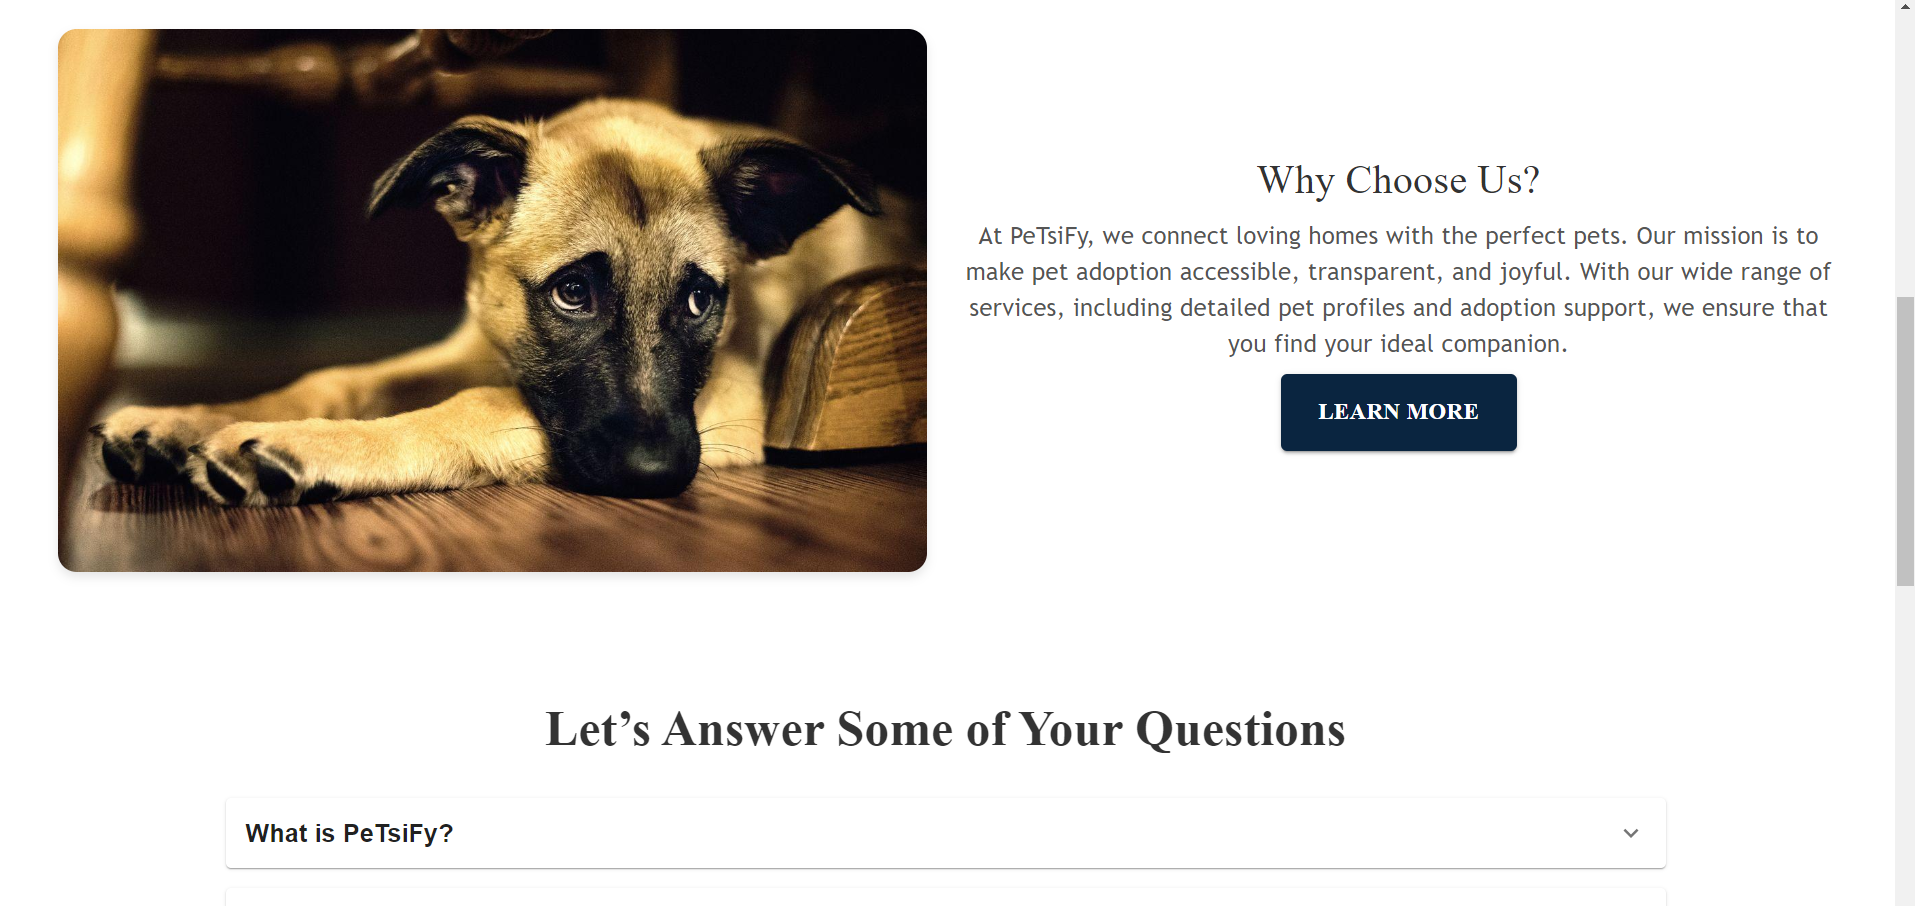 Why Choose Us?
At PeTsiFy, we connect loving homes with the perfect pets. Our mission is to
make pet adoption accessible, transparent, and joyful. With our wide range of
services, including detailed pet profiles and adoption support, we ensure that
you find your ideal companion.
LEARN MORE
Let’s Answer Some of Your Questions
What is PeTsiFy?